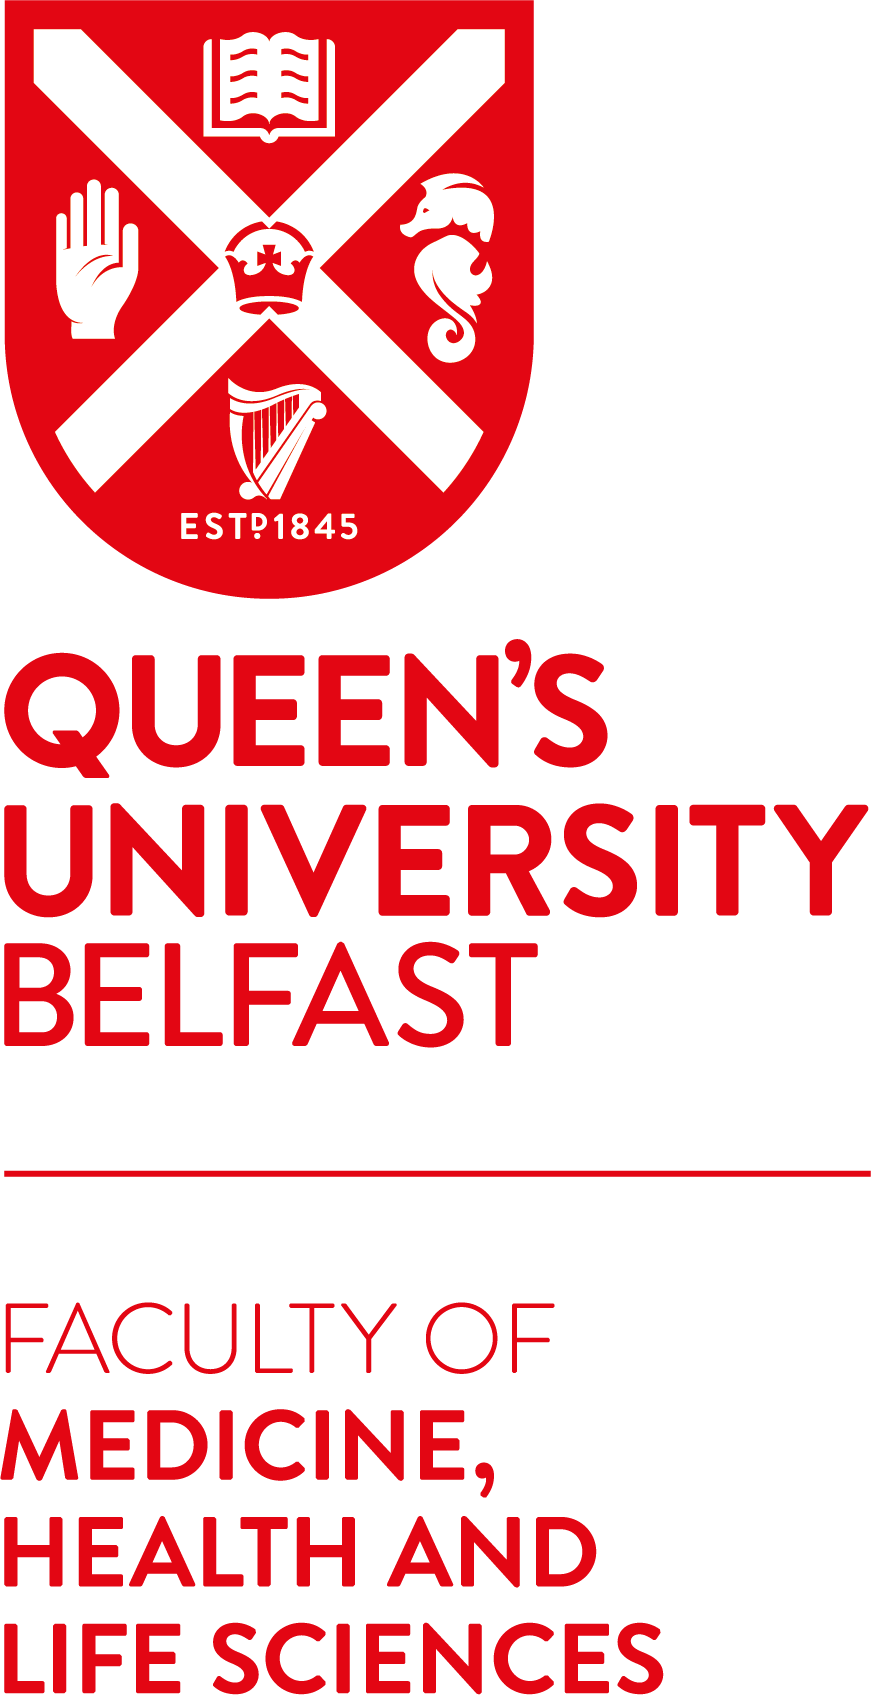 ESTD.1845
QUEEN'S
UNIVERSITY
BELFAST
FACULTY OF
MEDICINE,
HEALTH AND
LIFE SCIENCES